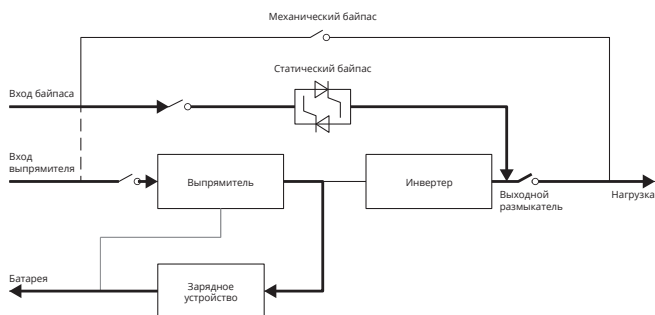 Механический байпас
Статический байпас
Вход байпаса
Вход
выпрямителя
Выпрямитель
Инвертер
Выходной
размыкатель
Нагрузка
Батарея
Зарядное
устройство